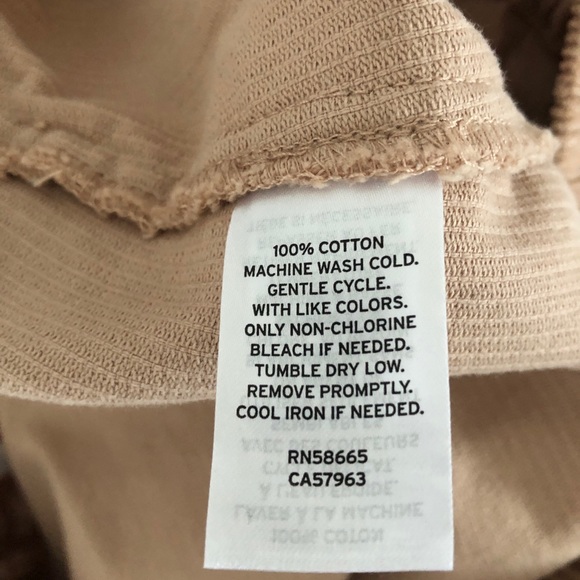 100% COTTON
MACHINE WASH COLD.
GENTLE CYCLE.
WITH LIKE COLORS.
ONLY NON-CHLORINE
BLEACH IF NEEDED.
TUMBLE DRY LOW.
REMOVE PROMPTLY.
COOL IRON IF NEEDED.
RN58665
CA57963